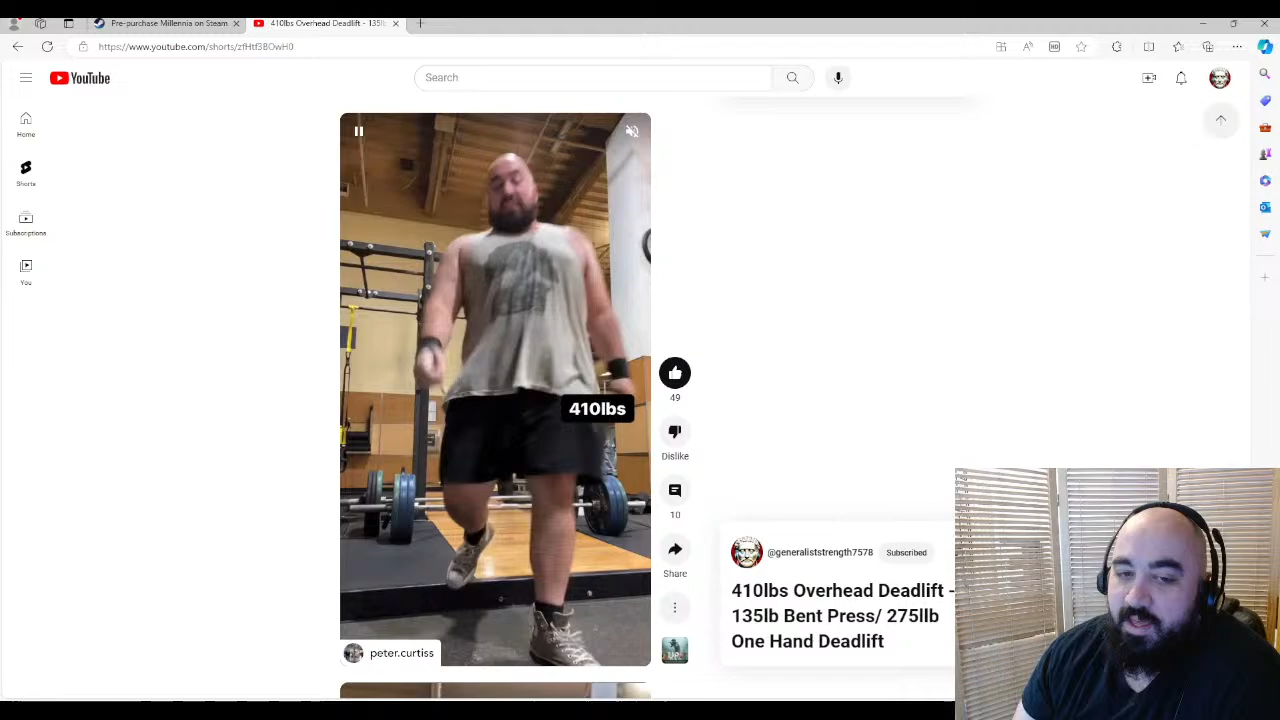 Pre-purchase Millennia on Steam
410lbs Overhead Deadlift - 135l
https://www.youtube.com/shorts/zfHtf3BOwH0
YouTube
Search
Home
Shorts
Subscriptions
You
410lbs
49
Dislike
10
Share
peter.curtiss
@generaliststrength7578
Subscribed
410lbs Overhead Deadlift -
135lb Bent Press/ 275llb
One Hand Deadlift